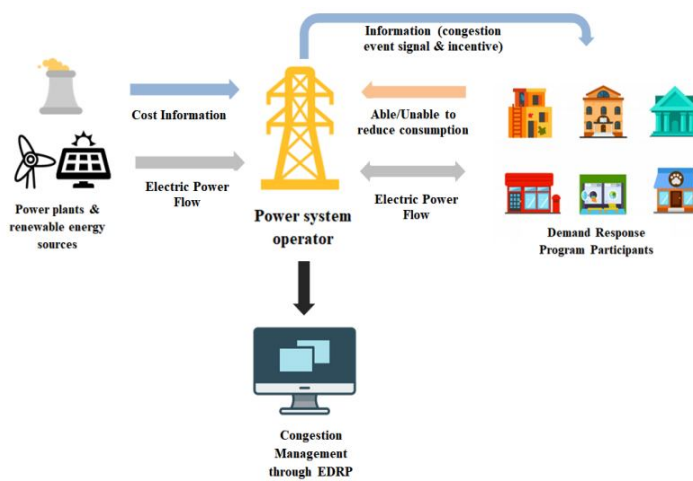 Information (congestion
event signal & incentive)
Cost Information
Able/Unable to
reduce consumption
Electric Power
Flow
Electric Power
Flow
Power plants &
renewable energy
sources
Power system
operator
Demand Response
Program Participants
Congestion
Management
through EDRP